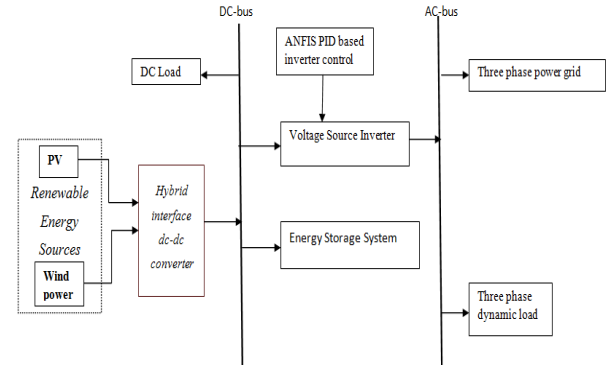 DC-bus
AC-bus
ANFIS PID based
inverter control
DC Load
Three phase power grid
Voltage Source Inverter
PV
Renewable
Energy
Sources
Wind
power
Hybrid
interface
dc-dc
converter
Energy Storage System
Three phase
dynamic load